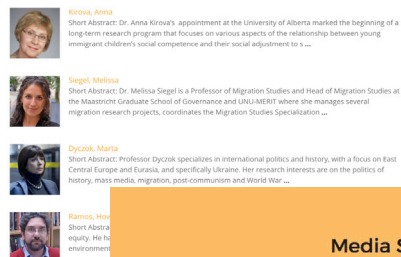 Kirova, Anna
Short Abstract: Dr. Anna Kirova's appointment at the University of Alberta marked the beginning of a
long-term research program that focuses on various aspects of the relationship between young
immigrant children's social competence and their social adjustment to s ...
Siegel, Melissa
Short Abstract: Dr. Melissa Siegel is a Professor of Migration Studies and Head of Migration Studies at
the Maastricht Graduate School of Governance and UNU-MERIT where she manages several
migration research projects, coordinates the Migration Studies Specialization ...
Dyczok, Marta
Short Abstract: Professor Dyczok specializes in international politics and history, with a focus on East
Central Europe and Eurasia, and specifically Ukraine. Her research interests are on the politics of
history, mass media, migration, post-communism and World War ...
Ramos, How
Short Abstra
equity. He ha
environment
Media S